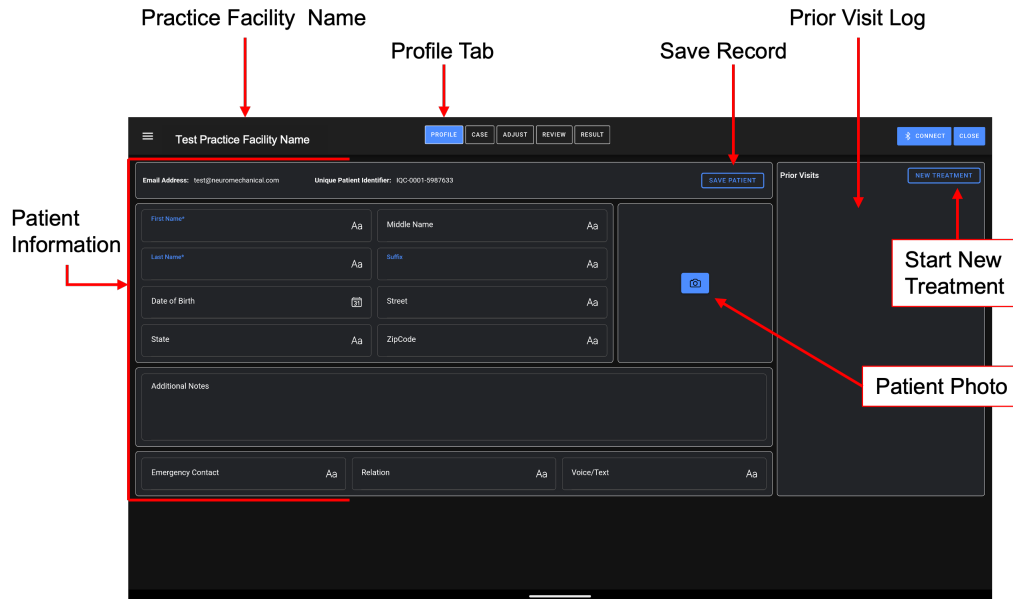 Practice Facility Name
Prior Visit Log
Profile Tab
Save Record
Test Practice Facility Name
PROFILE CASE ADJUST REVIEW RESULT
CONNECT CLOSE
Email Address: test@neuromechanical.com Unique Patient Identifier: IQC-0001-5987633
SAVE PATIENT
Prior Visits
NEW TREATMENT
Patient
Information
First Name*
Aa
Middle Name
Aa
Last Name*
Aa
Suffix
Aa
Date of Birth
31
Street
Aa
State
Aa
ZipCode
Aa
Start New
Treatment
Patient Photo
Additional Notes
Emergency Contact
Aa
Relation
Aa
Voice/Text
Aa